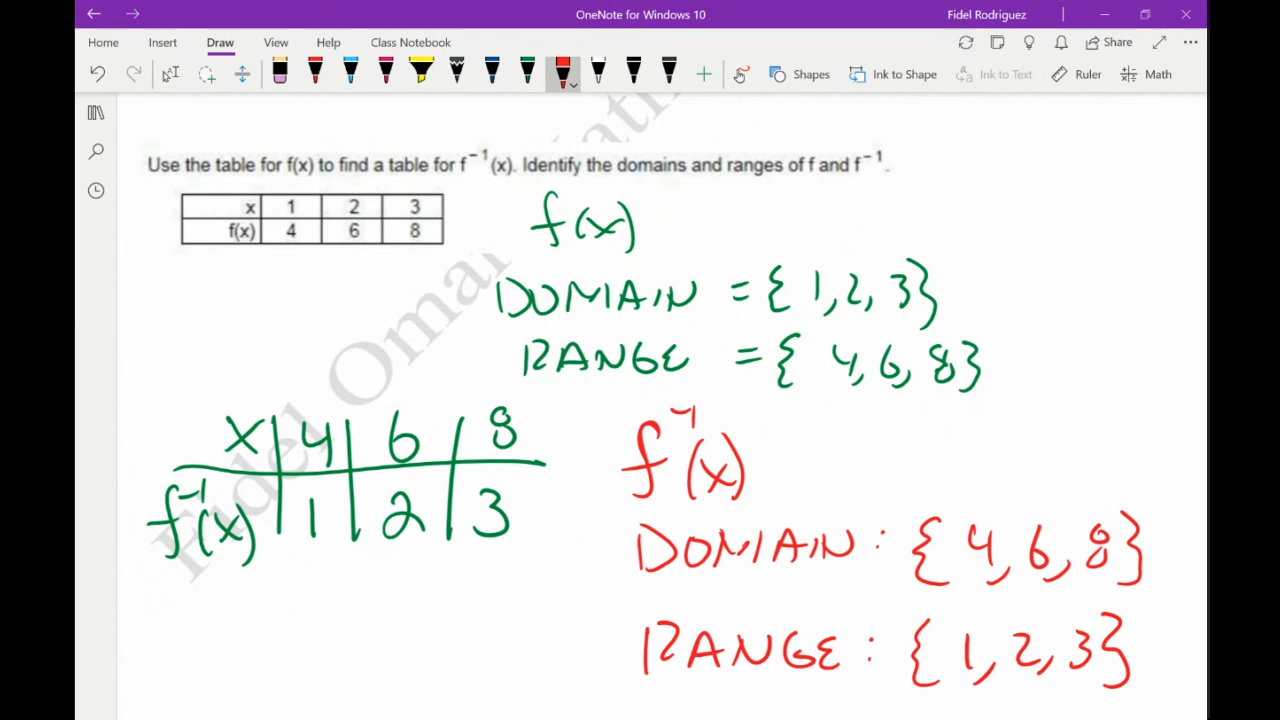 OneNote for Windows 10
Fidel Rodriguez
Home Insert Draw View Help Class Notebook Share
Shapes Ink to Shape Ink to Text Ruler Math
Use the table for f(x) to find a table for f⁻¹(x). Identify the domains and ranges of f and f⁻¹.
x 1 2 3
f(x) 4 6 8
f(x)
DOMAIN = { 1, 2, 3 }
RANGE = { 4, 6, 8 }
x 4 6 8
f⁻¹(x) 1 2 3
f⁻¹(x)
DOMAIN : { 4, 6, 8 }
RANGE : { 1, 2, 3 }
Fidel Omar